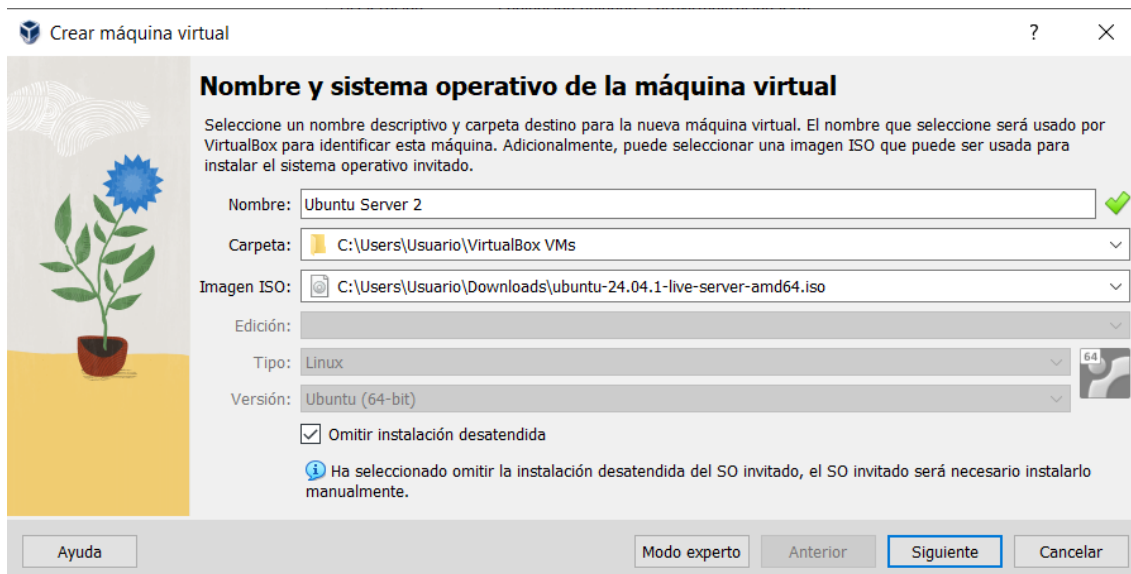 Crear máquina virtual
?
Nombre y sistema operativo de la máquina virtual
Seleccione un nombre descriptivo y carpeta destino para la nueva máquina virtual. El nombre que seleccione será usado por
VirtualBox para identificar esta máquina. Adicionalmente, puede seleccionar una imagen ISO que puede ser usada para
instalar el sistema operativo invitado.
Nombre: Ubuntu Server 2
Carpeta: C:\Users\Usuario\VirtualBox VMs
Imagen ISO: C:\Users\Usuario\Downloads\ubuntu-24.04.1-live-server-amd64.iso
Edición:
Tipo: Linux 64
Versión: Ubuntu (64-bit)
Omitir instalación desatendida
Ha seleccionado omitir la instalación desatendida del SO invitado, el SO invitado será necesario instalarlo
manualmente.
Ayuda Modo experto Anterior Siguiente Cancelar